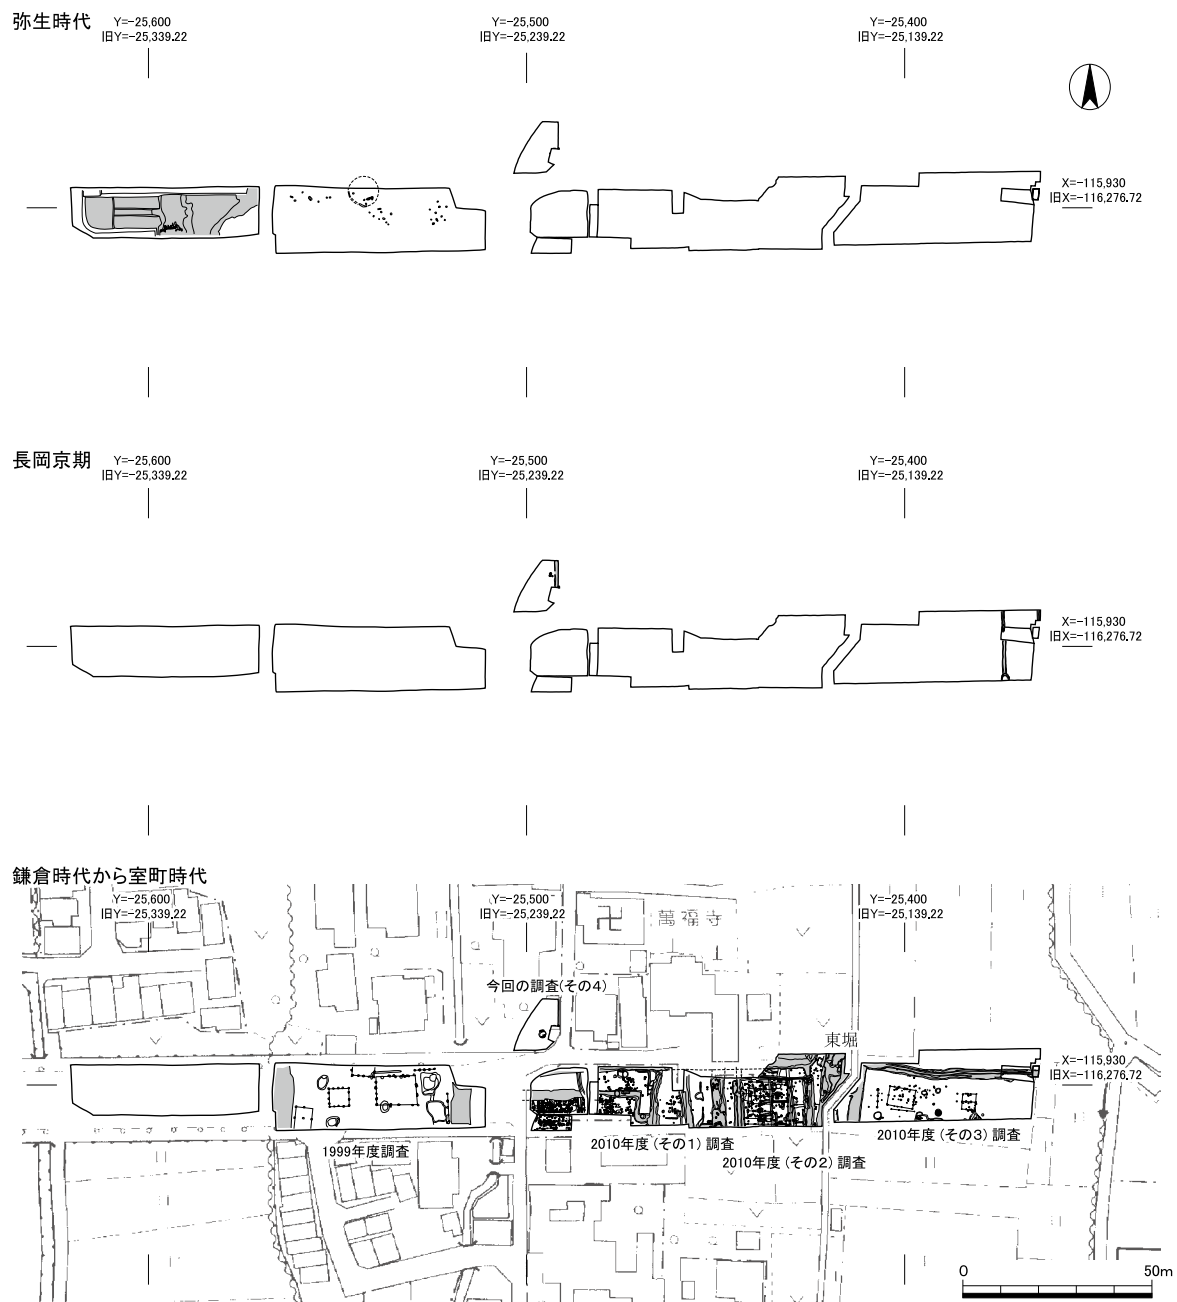 弥生時代
Y=-25,600
旧Y=-25,339.22
Y=-25,500
旧Y=-25,239.22
Y=-25,400
旧Y=-25,139.22
X=-115,930
旧X=-116,276.72
長岡京期
Y=-25,600
旧Y=-25,339.22
Y=-25,500
旧Y=-25,239.22
Y=-25,400
旧Y=-25,139.22
X=-115,930
旧X=-116,276.72
鎌倉時代から室町時代
Y=-25,600
旧Y=-25,339.22
Y=-25,500
旧Y=-25,239.22
Y=-25,400
旧Y=-25,139.22
萬福寺
今回の調査(その4)
東堀
X=-115,930
旧X=-116,276.72
1999年度調査
2010年度(その1)調査
2010年度(その2)調査
2010年度(その3)調査
0 50m